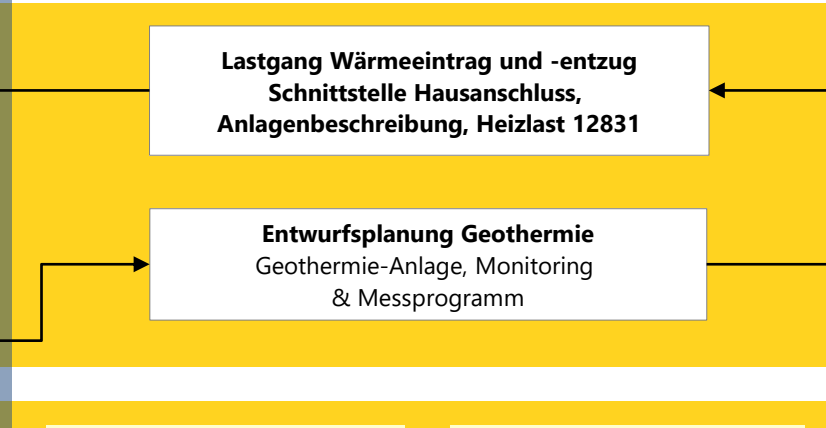 Lastgang Wärmeeintrag und -entzug
Schnittstelle Hausanschluss,
Anlagenbeschreibung, Heizlast 12831
Entwurfsplanung Geothermie
Geothermie-Anlage, Monitoring
& Messprogramm